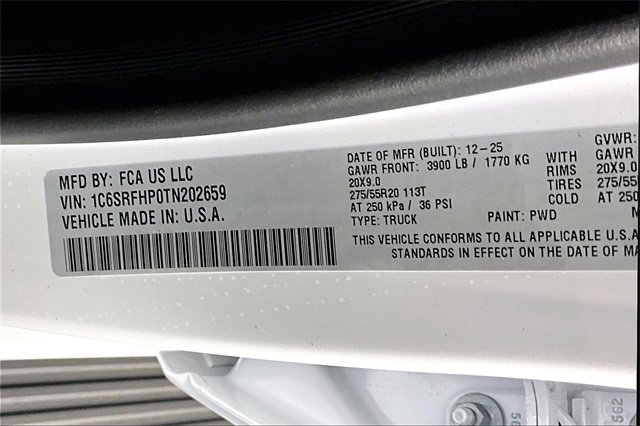 MFD BY: FCA US LLC
VIN: 1C6SRFHP0TN202659
VEHICLE MADE IN: U.S.A.
DATE OF MFR (BUILT): 12-25
GAWR FRONT: 3900 LB / 1770 KG
20X9.0
275/55R20 113T
AT 250 kPa / 36 PSI
TYPE: TRUCK
PAINT: PWD
WITH
RIMS
TIRES
COLD
GVWR:
GAWR
20X9.0
275/55
AT 250
THIS VEHICLE CONFORMS TO ALL APPLICABLE U.S.A
STANDARDS IN EFFECT ON THE DATE OF MA
562